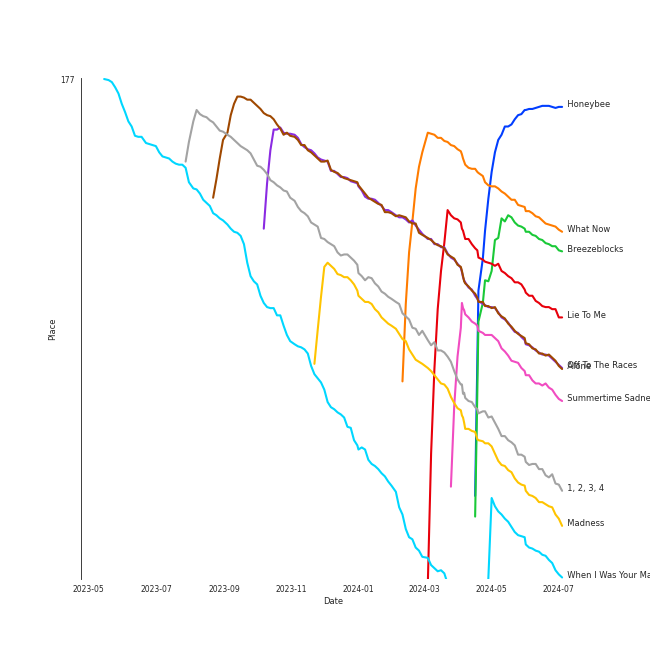 177
Honeybee
What Now
Breezeblocks
Lie To Me
Off To The Races
Summertime Sadne
1, 2, 3, 4
Madness
When I Was Your Ma
Place
2023-05 2023-07 2023-09 2023-11 2024-01 2024-03 2024-05 2024-07
Date